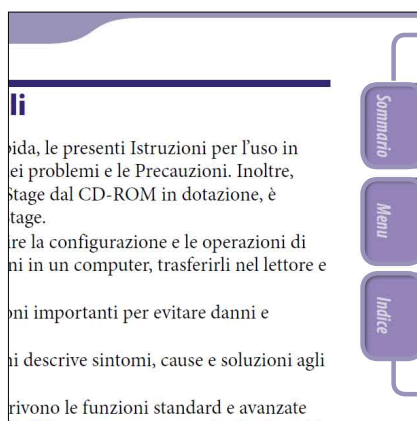 li
le presenti Istruzioni per l'uso in
ei problemi e le Precauzioni. Inoltre,
Stage dal CD-ROM in dotazione, è
tage.
ire la configurazione e le operazioni di
ni in un computer, trasferirli nel lettore e
oni importanti per evitare danni e
ni descrive sintomi, cause e soluzioni agli
rivono le funzioni standard e avanzate
Sommario
Menu
Indice